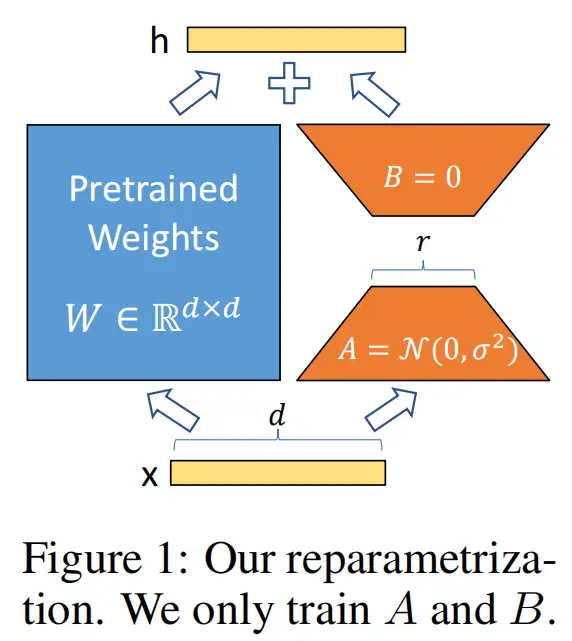 h
Pretrained
Weights
W ∈ ℝ^{d×d}
B = 0
r
A = 𝒩(0, σ²)
d
x
Figure 1: Our reparametriza-
tion. We only train A and B.